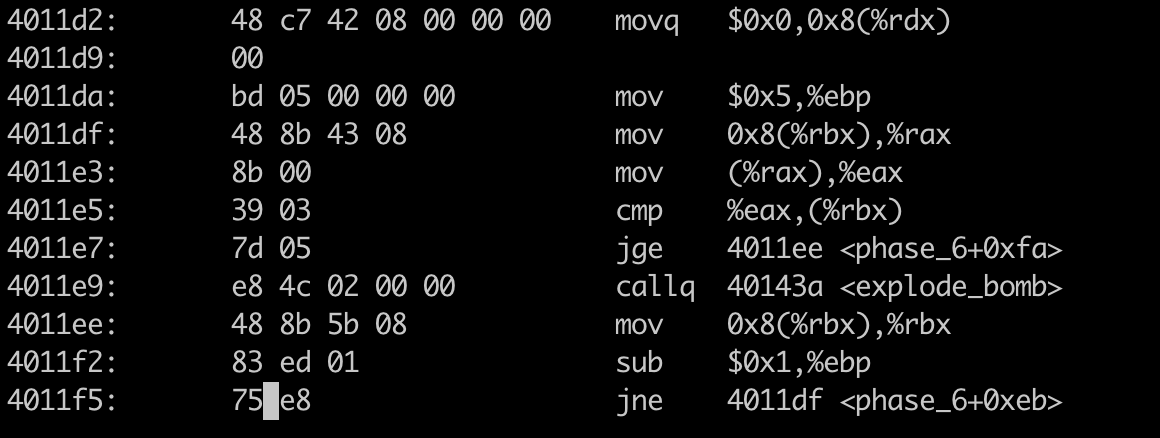 4011d2: 48 c7 42 08 00 00 00 movq $0x0,0x8(%rdx)
4011d9: 00
4011da: bd 05 00 00 00 mov $0x5,%ebp
4011df: 48 8b 43 08 mov 0x8(%rbx),%rax
4011e3: 8b 00 mov (%rax),%eax
4011e5: 39 03 cmp %eax,(%rbx)
4011e7: 7d 05 jge 4011ee <phase_6+0xfa>
4011e9: e8 4c 02 00 00 callq 40143a <explode_bomb>
4011ee: 48 8b 5b 08 mov 0x8(%rbx),%rbx
4011f2: 83 ed 01 sub $0x1,%ebp
4011f5: 75 e8 jne 4011df <phase_6+0xeb>